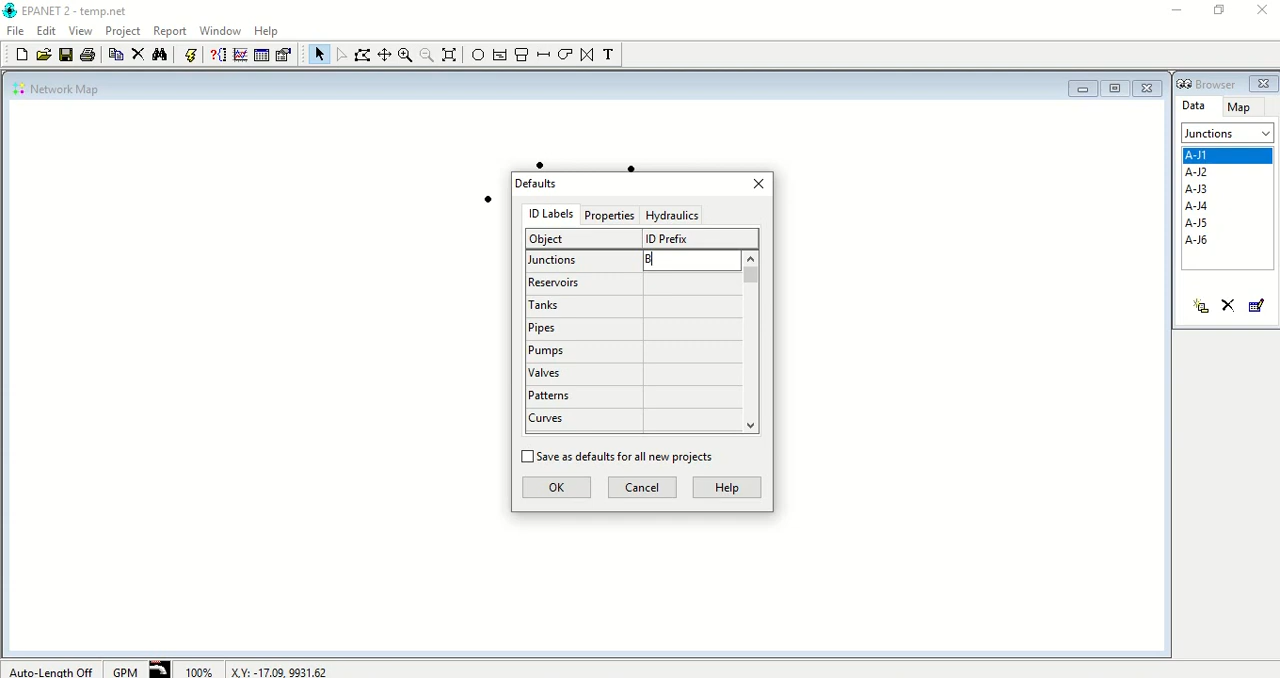 EPANET 2 - temp.net
File Edit View Project Report Window Help
Network Map
Browser
Data Map
Junctions
A-J1
A-J2
A-J3
A-J4
A-J5
A-J6
Defaults
ID Labels Properties Hydraulics
Object ID Prefix
Junctions B
Reservoirs
Tanks
Pipes
Pumps
Valves
Patterns
Curves
Save as defaults for all new projects
OK Cancel Help
Auto-Length Off GPM 100% X,Y: -17.09, 9931.62